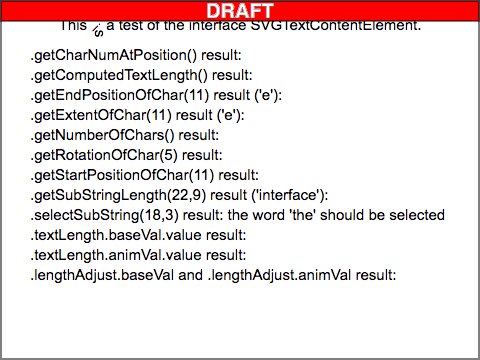 DRAFT
This is a test of the interface SVGTextContentElement.
.getCharNumAtPosition() result:
.getComputedTextLength() result:
.getEndPositionOfChar(11) result ('e'):
.getExtentOfChar(11) result ('e'):
.getNumberOfChars() result:
.getRotationOfChar(5) result:
.getStartPositionOfChar(11) result:
.getSubStringLength(22,9) result ('interface'):
.selectSubString(18,3) result: the word 'the' should be selected
.textLength.baseVal.value result:
.textLength.animVal.value result:
.lengthAdjust.baseVal and .lengthAdjust.animVal result: